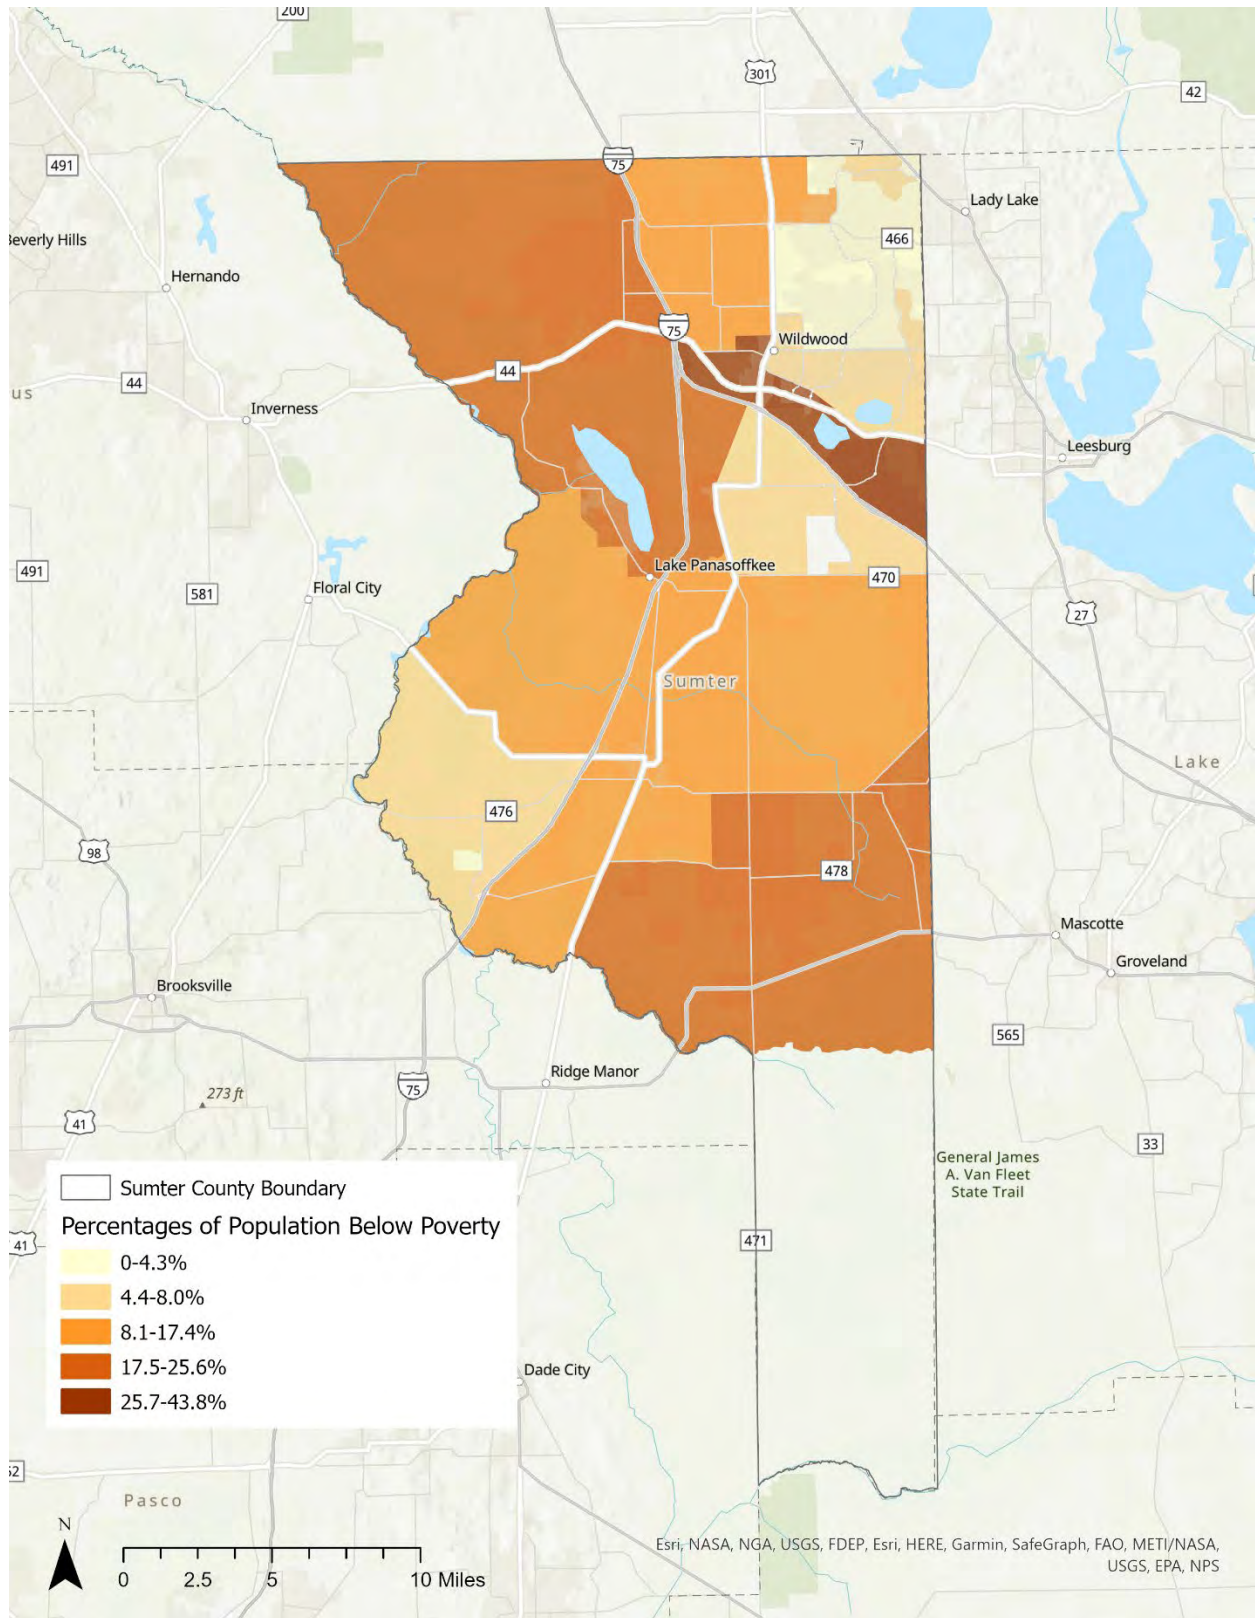 200
301
42
491
75
Lady Lake
Beverly Hills
466
Hernando
75
Wildwood
44
44
us
Inverness
Leesburg
Lake Panasoffkee
491
470
Floral City
581
27
Sumter
Lake
476
98
478
Mascotte
Groveland
Brooksville
565
Ridge Manor
75
273 ft
41
33
General James
A. Van Fleet
State Trail
Sumter County Boundary
Percentages of Population Below Poverty
471
41
0-4.3%
4.4-8.0%
8.1-17.4%
17.5-25.6%
25.7-43.8%
Dade City
52
Pasco
N
0 2.5 5 10 Miles
Esri, NASA, NGA, USGS, FDEP, Esri, HERE, Garmin, SafeGraph, FAO, METI/NASA,
USGS, EPA, NPS